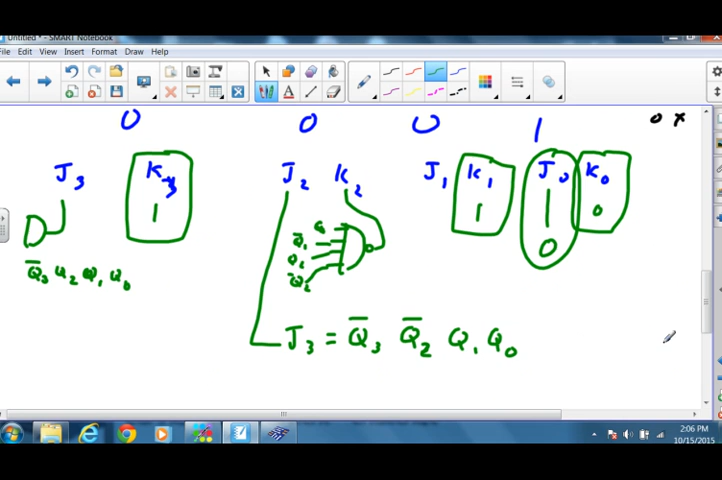 Untitled * - SMART Notebook
File Edit View Insert Format Draw Help
0 0 0 1 0 x
J₃ K₃ J₂ K₂ J₁ K₁ J₀ K₀
1 1 1 0
0
Q̅₃ Q₂ Q₁ Q₀
J₃ = Q̅₃ Q̅₂ Q₁ Q₀
2:06 PM
10/15/2015